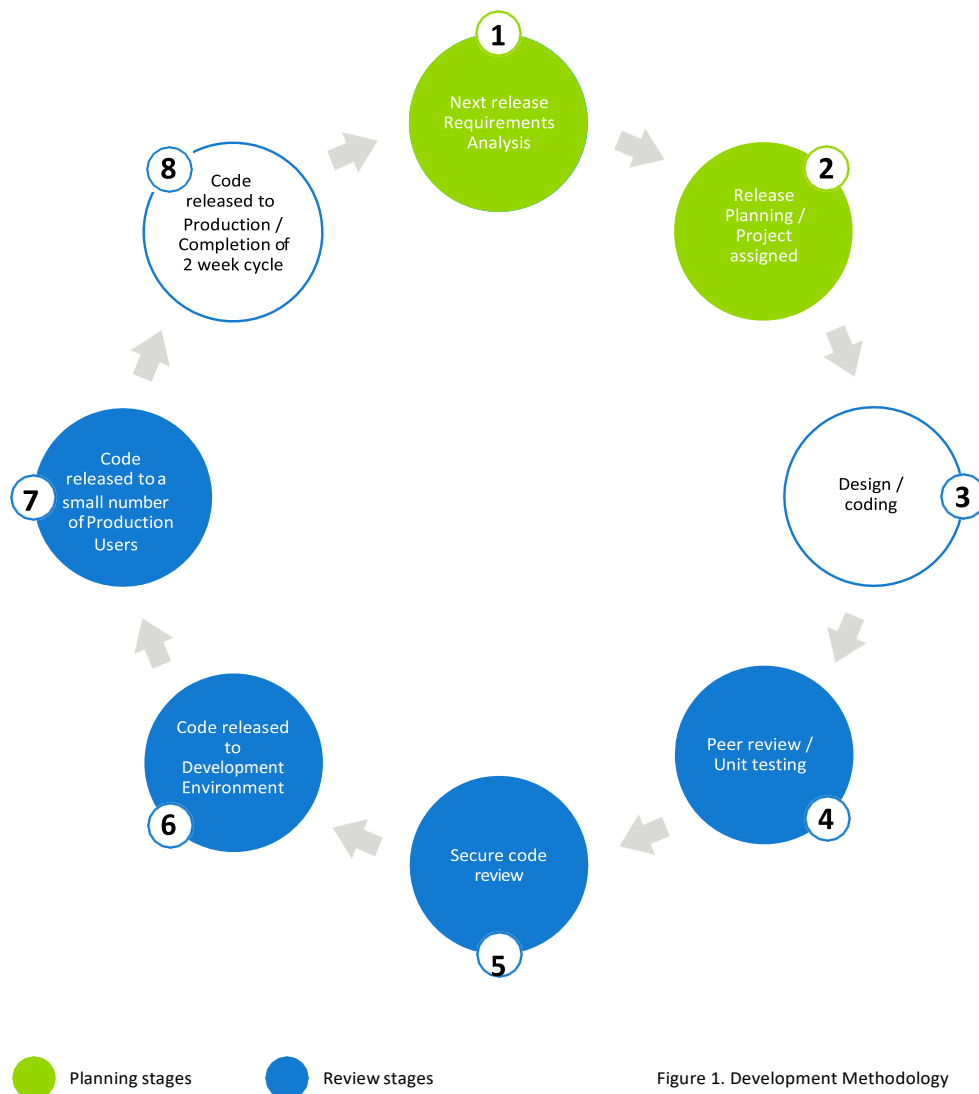 1
Next release
Requirements
Analysis
2
Release
Planning /
Project
assigned
3
Design /
coding
4
Peer review /
Unit testing
5
Secure code
review
6
Code released
to
Development
Environment
7
Code
released to a
small number
of Production
Users
8
Code
released to
Production /
Completion of
2 week cycle
Planning stages
Review stages
Figure 1. Development Methodology